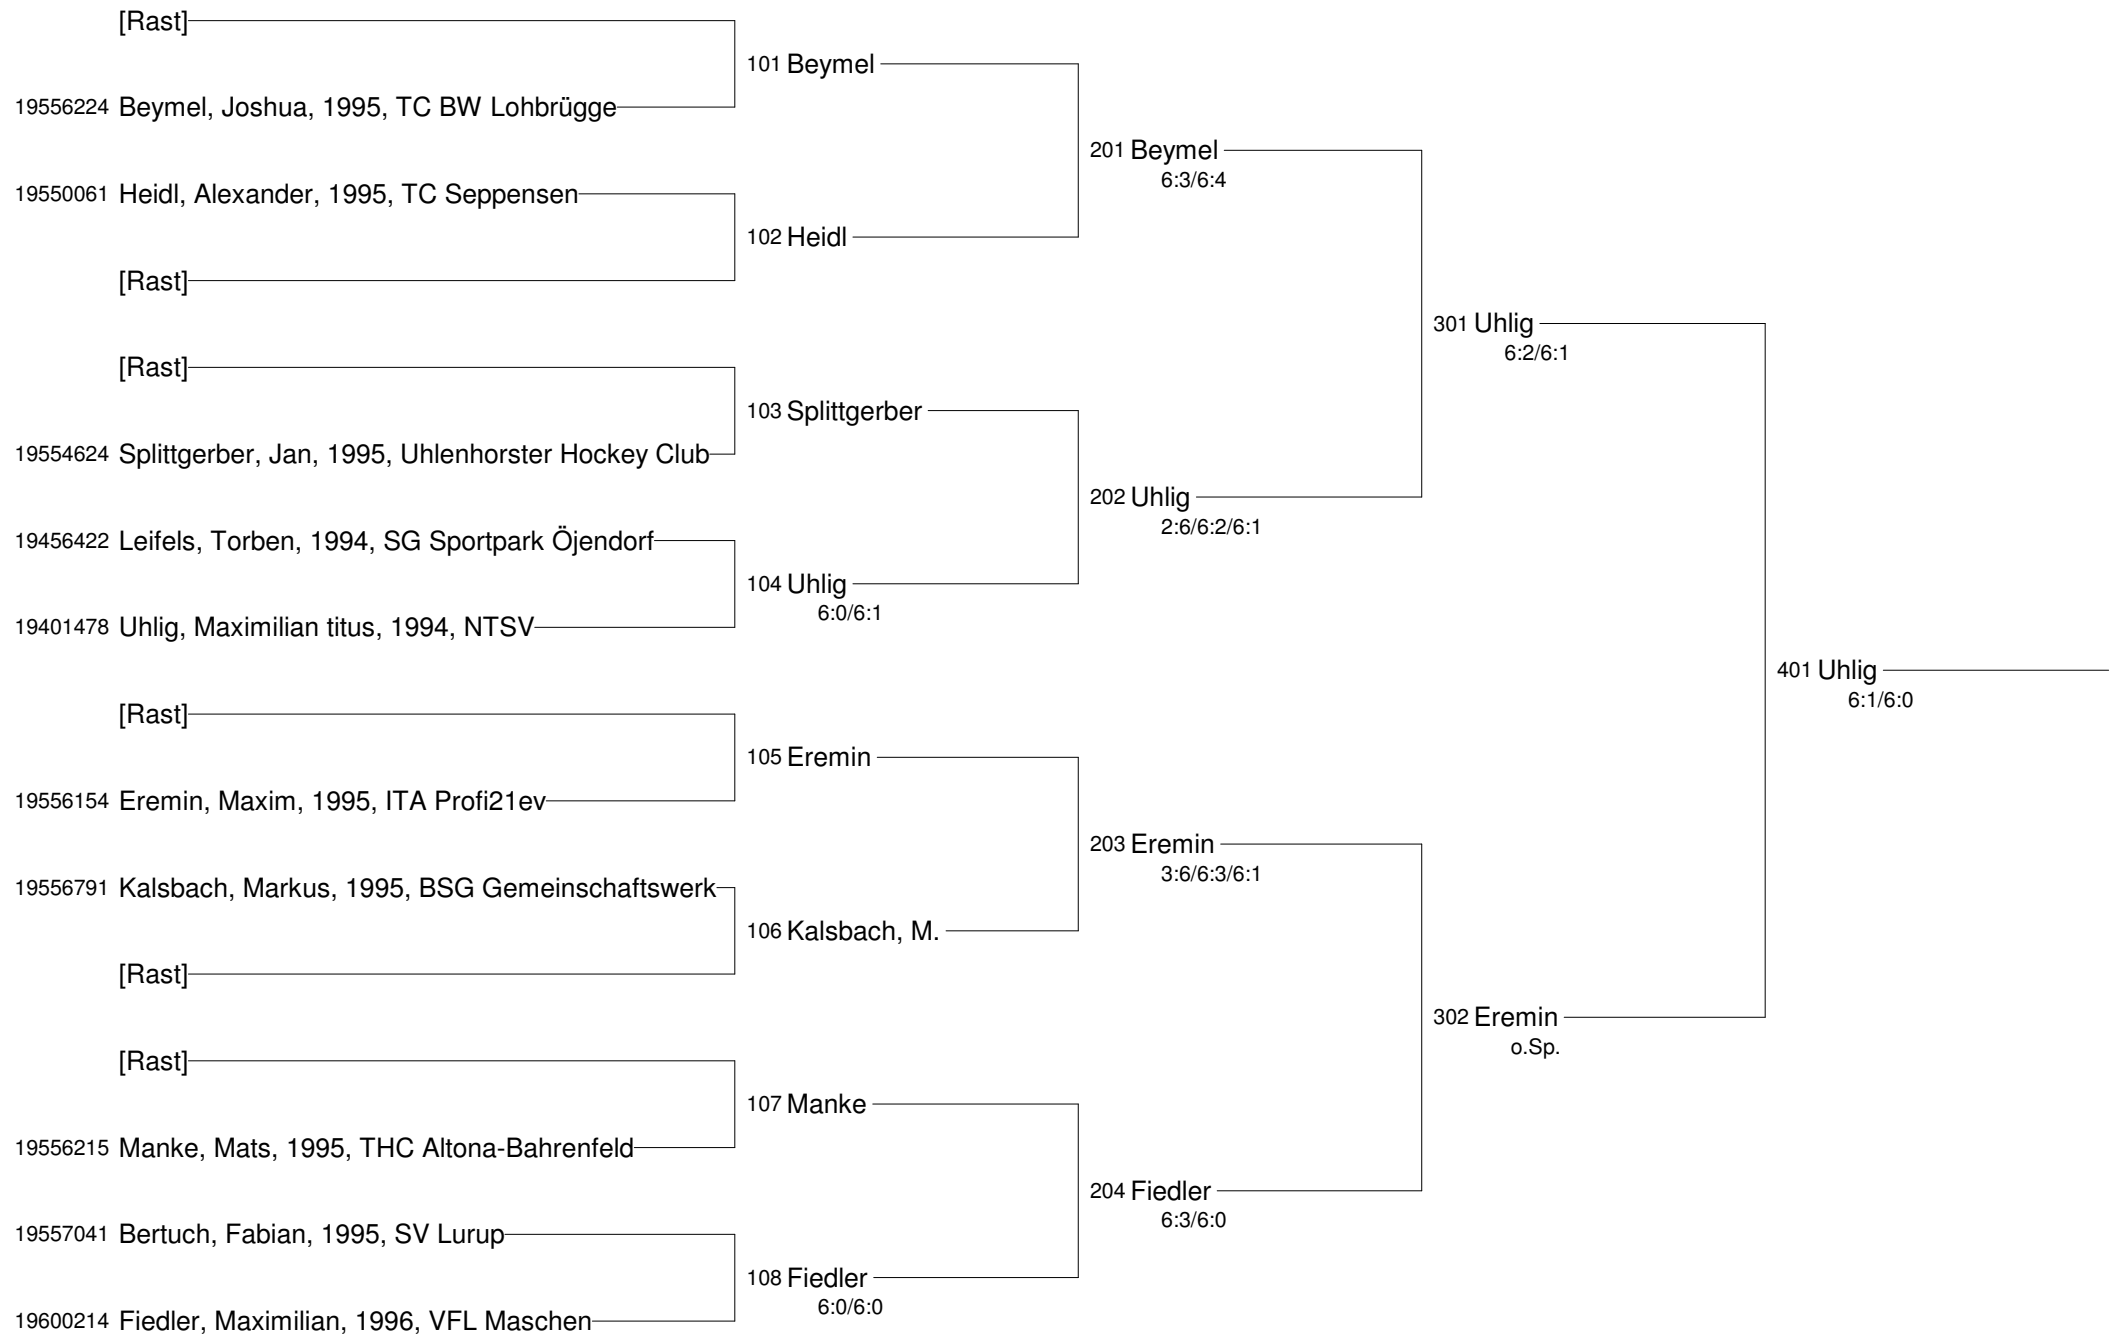 [Rast]
101 Beymel
19556224 Beymel, Joshua, 1995, TC BW Lohbrügge
201 Beymel
6:3/6:4
19550061 Heidl, Alexander, 1995, TC Seppensen
102 Heidl
[Rast]
301 Uhlig
6:2/6:1
[Rast]
103 Splittgerber
19554624 Splittgerber, Jan, 1995, Uhlenhorster Hockey Club
202 Uhlig
2:6/6:2/6:1
19456422 Leifels, Torben, 1994, SG Sportpark Öjendorf
104 Uhlig
6:0/6:1
19401478 Uhlig, Maximilian titus, 1994, NTSV
401 Uhlig
6:1/6:0
[Rast]
105 Eremin
19556154 Eremin, Maxim, 1995, ITA Profi21ev
203 Eremin
3:6/6:3/6:1
19556791 Kalsbach, Markus, 1995, BSG Gemeinschaftswerk
106 Kalsbach, M.
[Rast]
302 Eremin
o.Sp.
[Rast]
107 Manke
19556215 Manke, Mats, 1995, THC Altona-Bahrenfeld
204 Fiedler
6:3/6:0
19557041 Bertuch, Fabian, 1995, SV Lurup
108 Fiedler
6:0/6:0
19600214 Fiedler, Maximilian, 1996, VFL Maschen